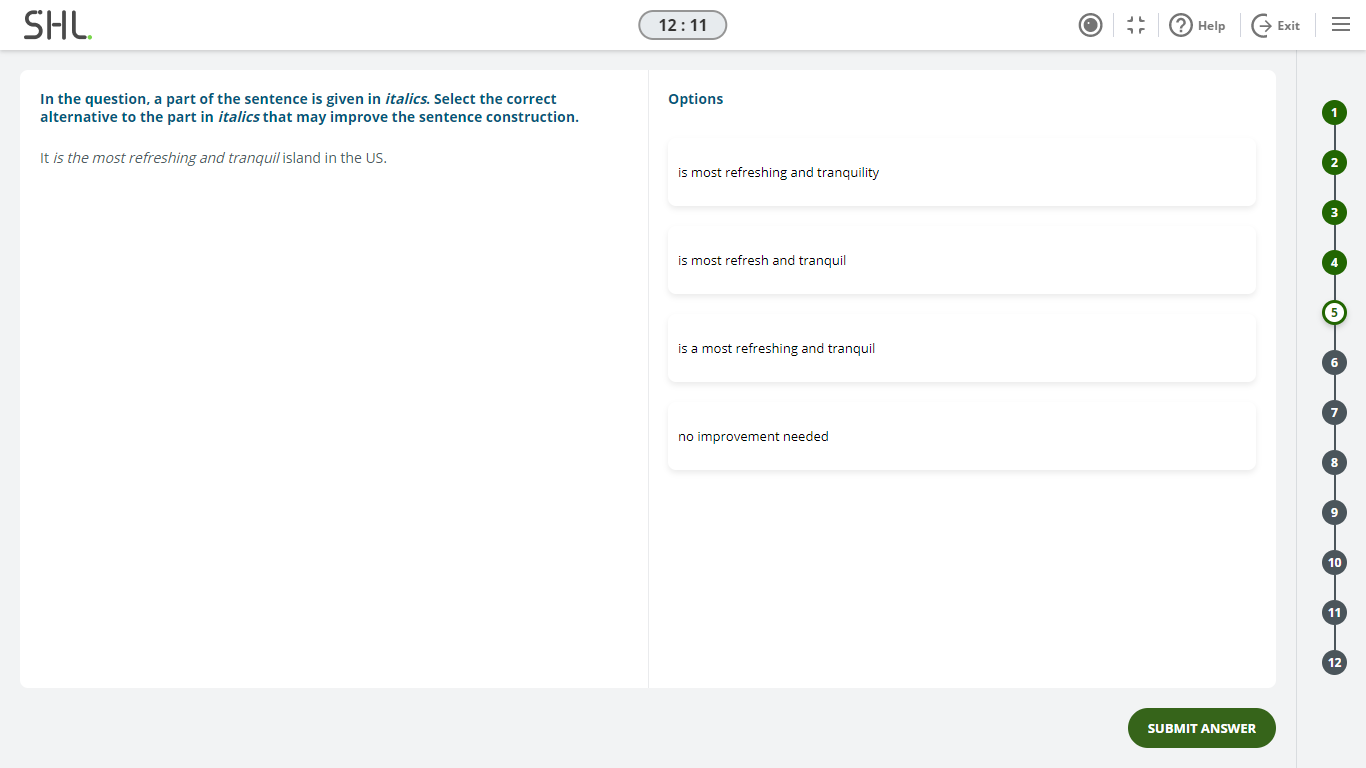 SHL.
12 : 11
Help
Exit
In the question, a part of the sentence is given in italics. Select the correct
alternative to the part in italics that may improve the sentence construction.
It is the most refreshing and tranquil island in the US.
Options
is most refreshing and tranquility
is most refresh and tranquil
is a most refreshing and tranquil
no improvement needed
1
2
3
4
5
6
7
8
9
10
11
12
SUBMIT ANSWER